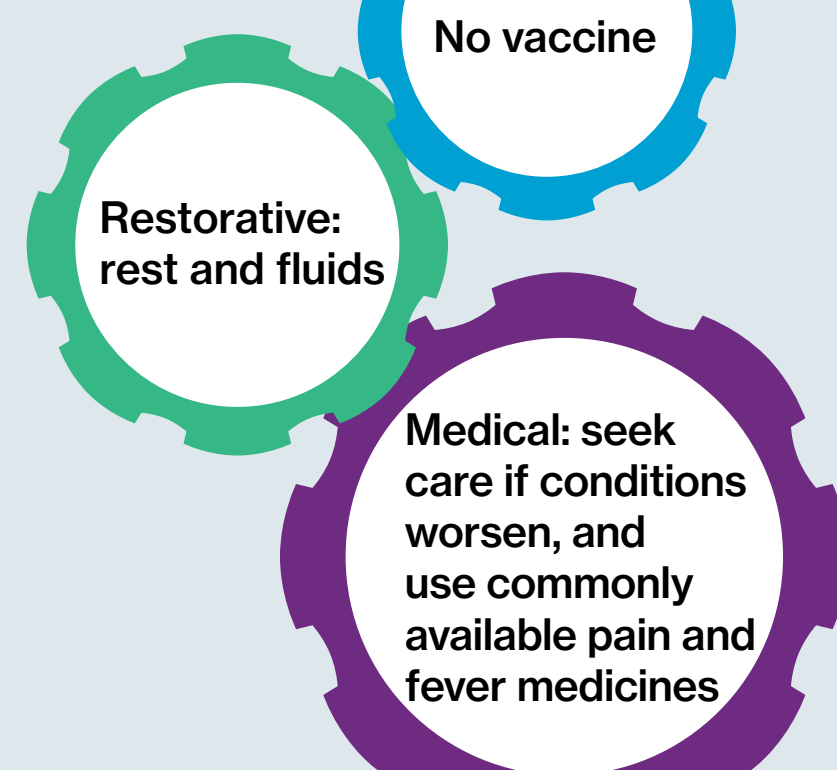 No vaccine
Restorative:
rest and fluids
Medical: seek
care if conditions
worsen, and
use commonly
available pain and
fever medicines